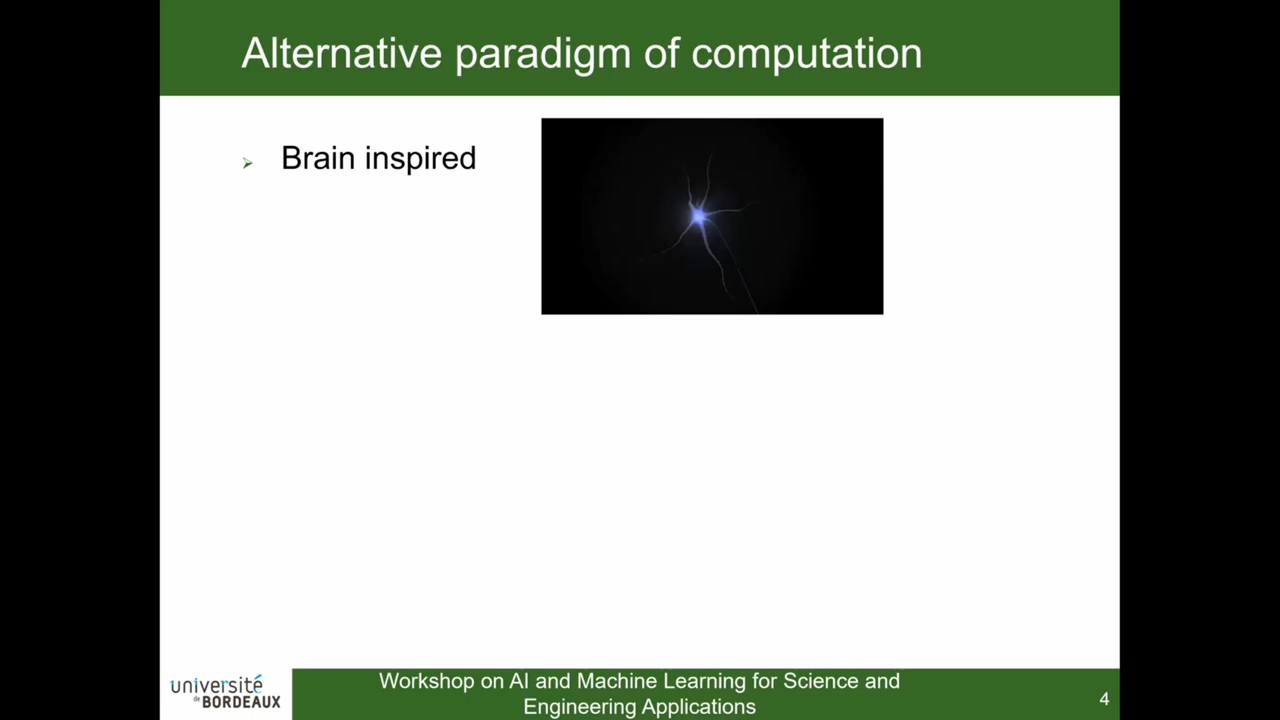 Alternative paradigm of computation
Brain inspired
université
de BORDEAUX
Workshop on AI and Machine Learning for Science and
Engineering Applications
4